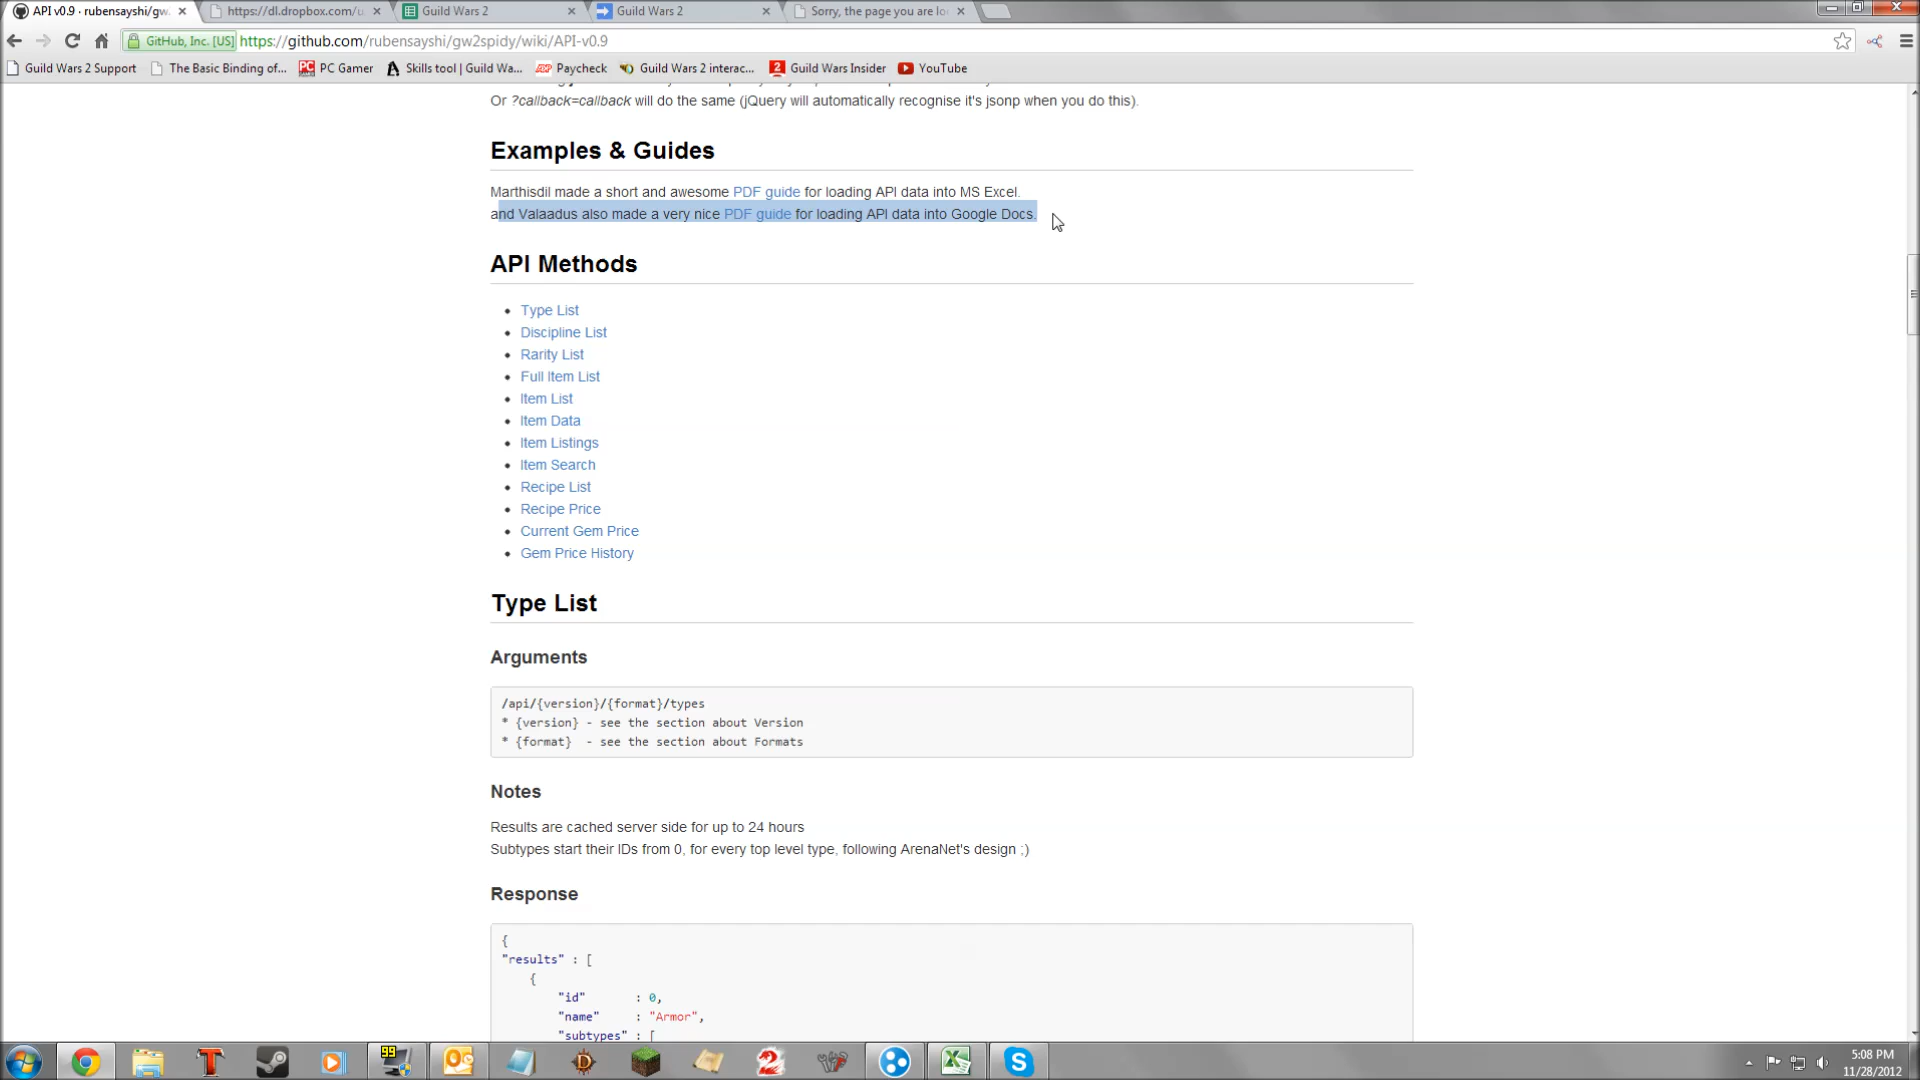 API v0.9 · rubensayshi/gw
https://dl.dropbox.com/u
Guild Wars 2
Guild Wars 2
Sorry, the page you are lo
GitHub, Inc. [US] https://github.com/rubensayshi/gw2spidy/wiki/API-v0.9
Guild Wars 2 Support
The Basic Binding of...
PC Gamer
Skills tool | Guild Wa...
Paycheck
Guild Wars 2 interac...
Guild Wars Insider
YouTube
Or ?callback=callback will do the same (jQuery will automatically recognise it's jsonp when you do this).
Examples & Guides
Marthisdil made a short and awesome PDF guide for loading API data into MS Excel.
and Valaadus also made a very nice PDF guide for loading API data into Google Docs.
API Methods
Type List
Discipline List
Rarity List
Full Item List
Item List
Item Data
Item Listings
Item Search
Recipe List
Recipe Price
Current Gem Price
Gem Price History
Type List
Arguments
/api/{version}/{format}/types
* {version} - see the section about Version
* {format}  - see the section about Formats
Notes
Results are cached server side for up to 24 hours
Subtypes start their IDs from 0, for every top level type, following ArenaNet's design ;)
Response
{
"results" : [
{
"id" : 0,
"name" : "Armor",
"subtypes" : [
99
5:08 PM
11/28/2012